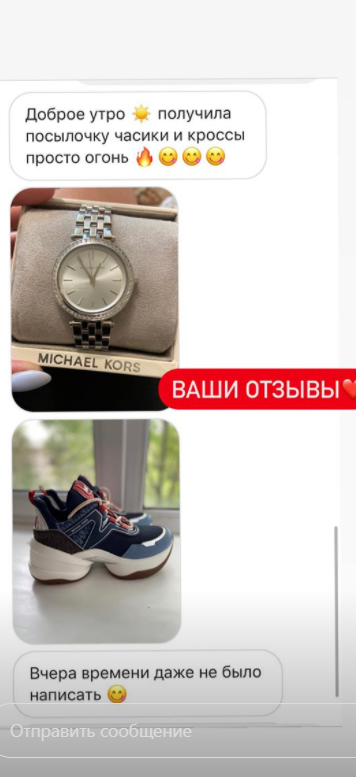 Доброе утро ☀️ получила
посылочку часики и кроссы
просто огонь 🔥😋😋😋
MICHAEL KORS
ВАШИ ОТЗЫВЫ❤️
Вчера времени даже не было
написать 😋
Отправить сообщение